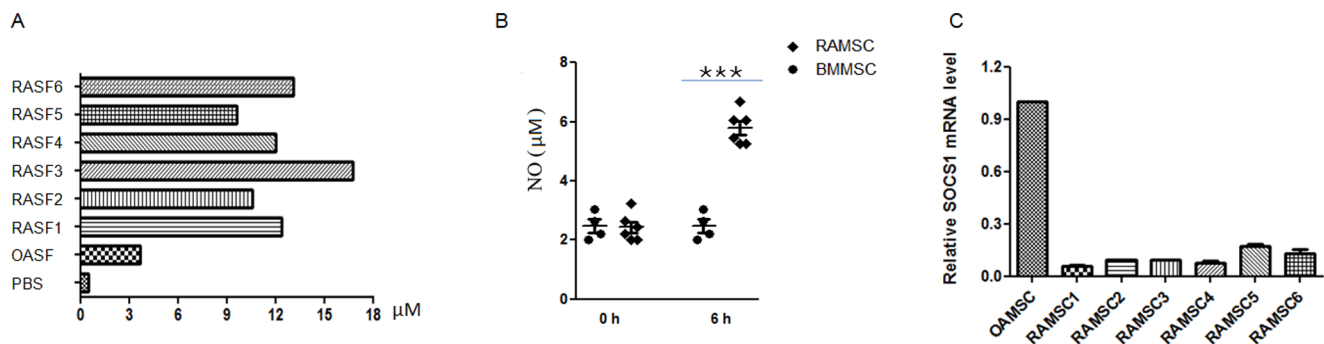 A
RASF6
RASF5
RASF4
RASF3
RASF2
RASF1
OASF
PBS
0 3 6 9 12 15 18 μM
B
◆ RAMSC
● BMMSC
***
NO ( μM )
8
6
4
2
0
0 h 6 h
C
Relative SOCS1 mRNA level
1.2
0.9
0.6
0.3
0.0
OAMSC
RAMSC1
RAMSC2
RAMSC3
RAMSC4
RAMSC5
RAMSC6